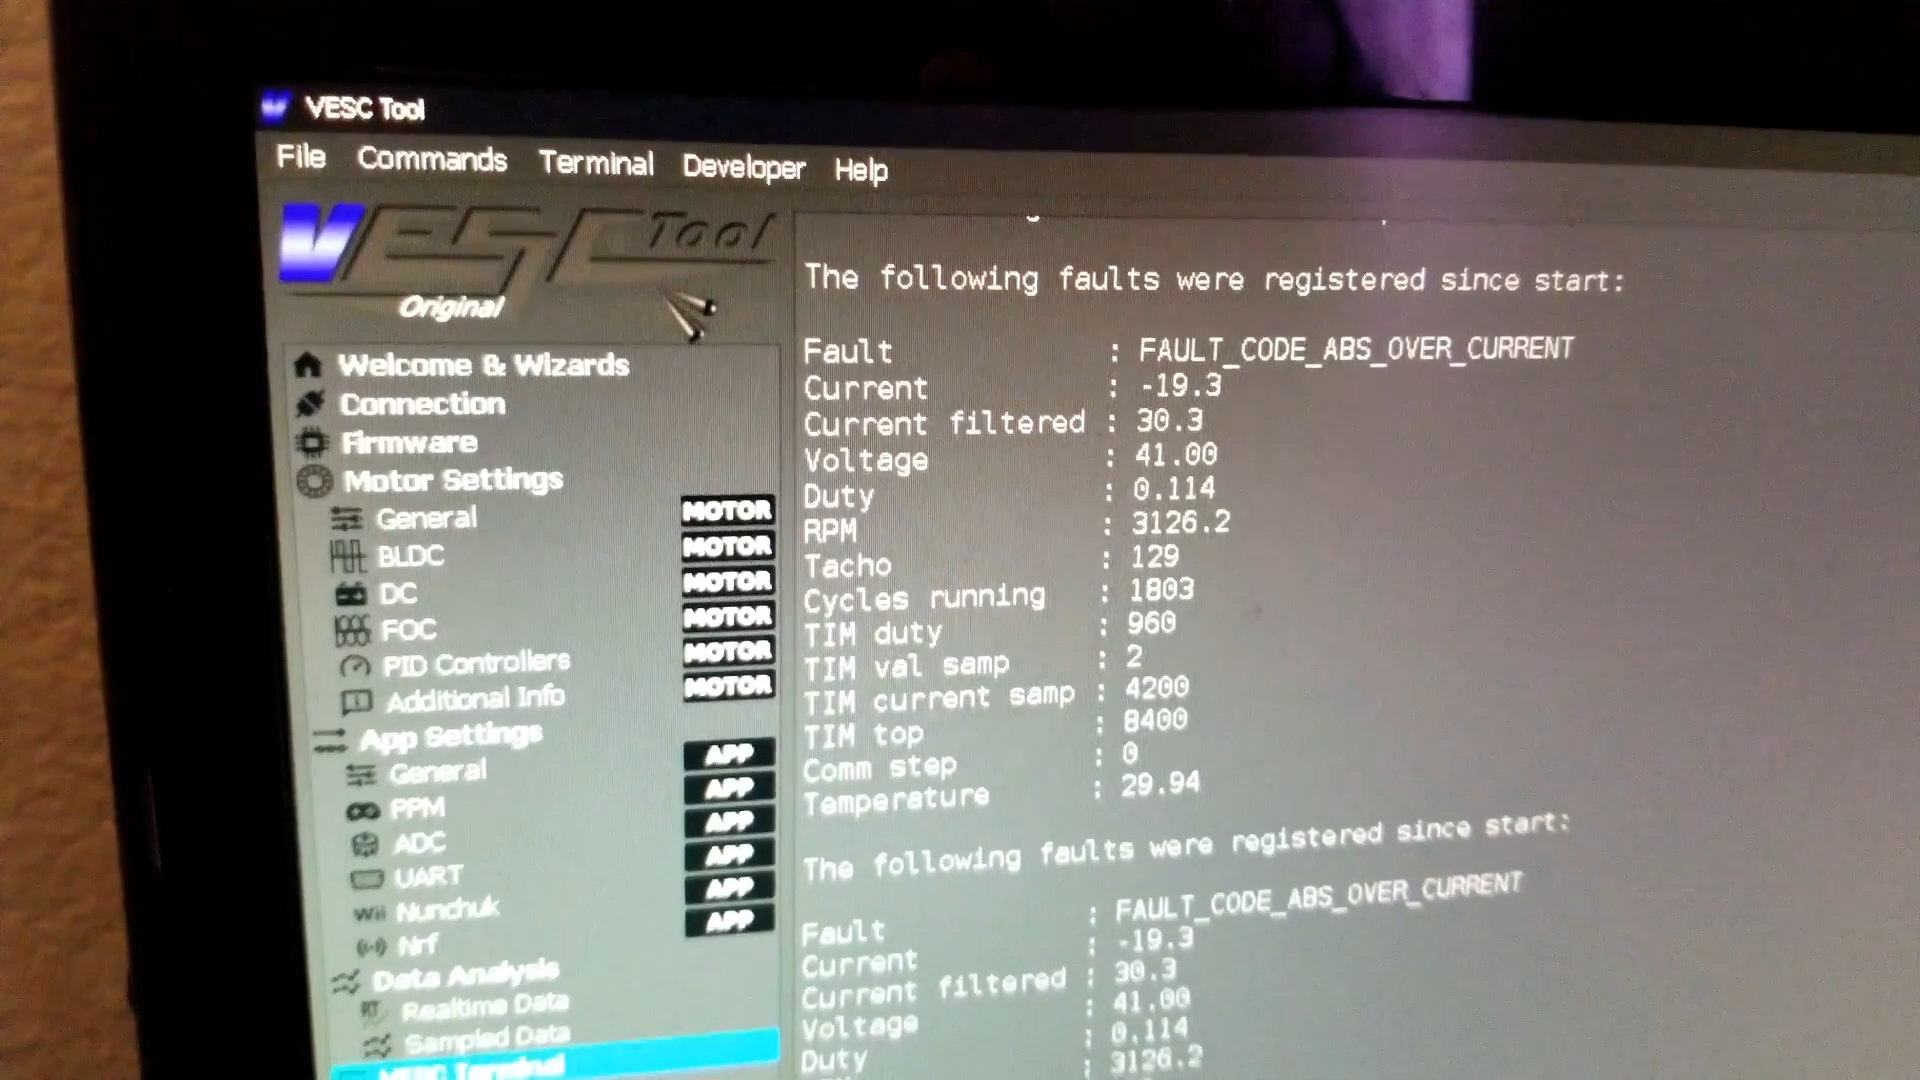 VESC Tool
File Commands Terminal Developer Help
VESC Tool
Original
Welcome & Wizards
Connection
Firmware
Motor Settings
General MOTOR
BLDC MOTOR
DC MOTOR
FOC MOTOR
PID Controllers MOTOR
Additional Info MOTOR
App Settings
General APP
PPM APP
ADC APP
UART APP
Wii Nunchuk APP
Nrf APP
Data Analysis
RT Realtime Data
Sampled Data
VESC Terminal
The following faults were registered since start:
Fault : FAULT_CODE_ABS_OVER_CURRENT
Current : -19.3
Current filtered : 30.3
Voltage : 41.00
Duty : 0.114
RPM : 3126.2
Tacho : 129
Cycles running : 1803
TIM duty : 960
TIM val samp : 2
TIM current samp : 4200
TIM top : 8400
Comm step : 0
Temperature : 29.94
The following faults were registered since start:
Fault : FAULT_CODE_ABS_OVER_CURRENT
Current : -19.3
Current filtered : 30.3
Voltage : 41.00
Duty : 0.114
: 3126.2